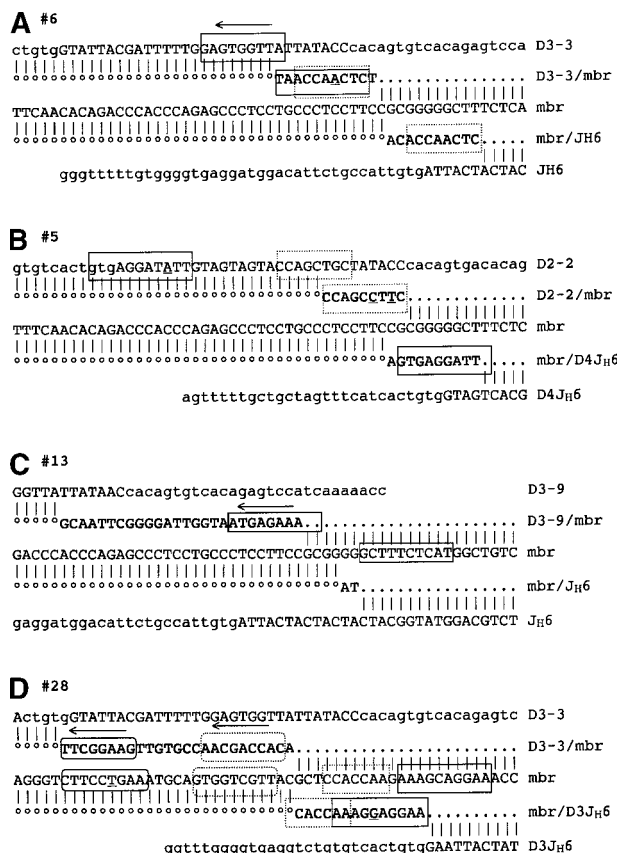 A #6
ctgtgGTATTACGATTTTTGGAGTGGTTATTATACCcacagtgtcacagagtcca D3-3
TAACCAACTCT D3-3/mbr
TTCAACACAGACCCACCCAGAGCCCTCCTGCCCTCCTTCCGCGGGGGCTTTCTCA mbr
ACACCAACTC mbr/JH6
gggtttttgtggggtgaggatggacattctgccattgtgATTACTACTAC JH6
B #5
gtgtcactgtgAGGATATTGTAGTAGTACCAGCTGCTATACCcacagtgacacag D2-2
CCAGCCTTC D2-2/mbr
TTTCAACACAGACCCACCCAGAGCCCTCCTGCCCTCCTTCCGCGGGGGCTTTCTC mbr
AGTGAGGATT mbr/D4JH6
agtttttgctgctagtttcatcactgtggGTAGTCACG D4JH6
C #13
GGTTATTATAACCcacagtgtcacagagtccatcaaaaacc D3-9
GCAATTCGGGGATTGGTAATGAGAAA D3-9/mbr
GACCCACCCAGAGCCCTCCTGCCCTCCTTCCGCGGGGGCTTTCTCATGGCTGTC mbr
AT mbr/JH6
gaggatggacattctgccattgtgATTACTACTACTACTACGGTATGGACGTCT JH6
D #28
ActgtgGTATTACGATTTTTGGAGTGGTTATTATACCcacagtgtcacagagtc D3-3
TTCGGAAGTTGTGCCAACGACCACA D3-3/mbr
AGGGTCTTCCTGAAATGCAGTGGTCGTTACGCTCCACCAAGAAAGCAGGAAACC mbr
CACCAAAGGAGGAA mbr/D3JH6
ggtttggggtgaggtctgtgtcactgtgGAATTACTAT D3JH6